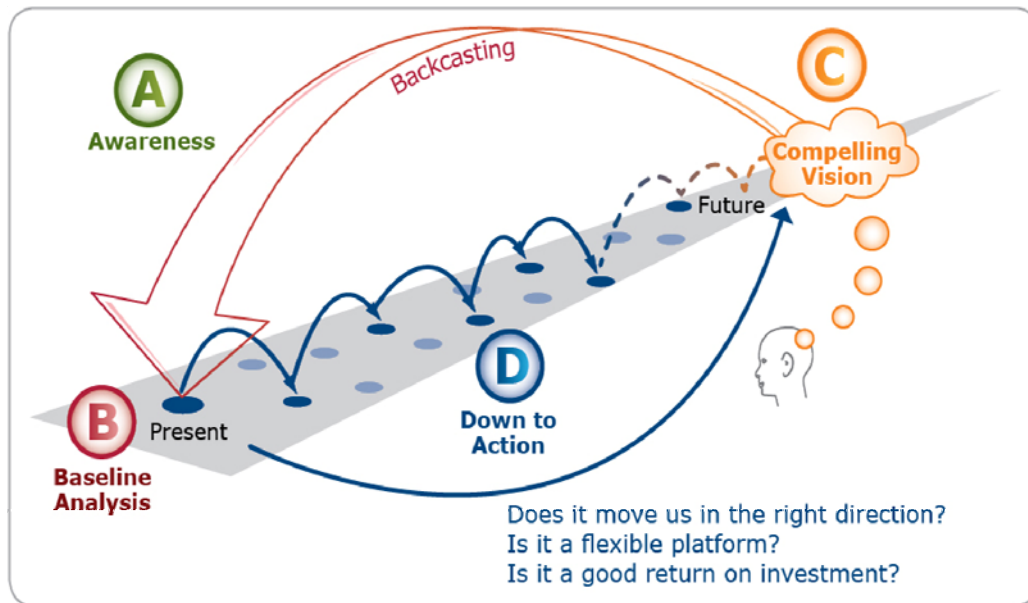 A
Awareness
Backcasting
C
Compelling
Vision
Future
D
Down to
Action
B
Present
Baseline
Analysis
Does it move us in the right direction?
Is it a flexible platform?
Is it a good return on investment?